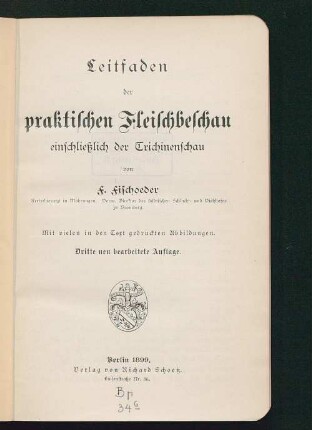 Leitfaden
der
praktischen Fleischbeschau
einschließlich der Trichinenschau
von
F. Fischoeder
Mit vielen in den Text gedruckten Abbildungen.
Dritte neu bearbeitete Auflage.
Berlin 1899.
Verlag von Richard Schoetz
Bp
34⁶